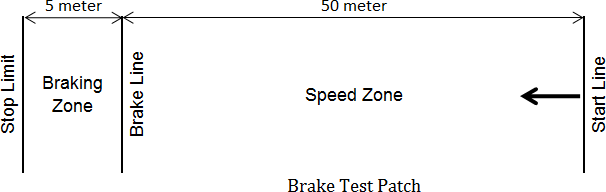 5 meter
50 meter
Stop Limit
Braking
Zone
Brake Line
Speed Zone
Start Line
Brake Test Patch